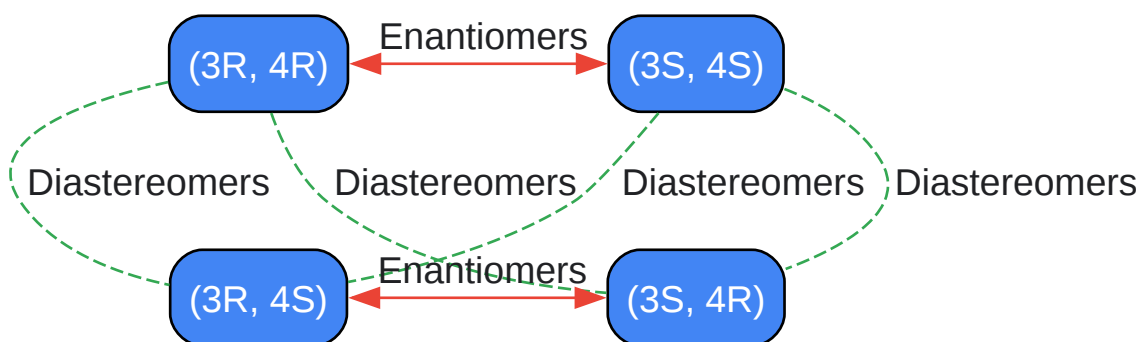 Enantiomers
(3R, 4R)
(3S, 4S)
Diastereomers
Diastereomers
Diastereomers
Diastereomers
Enantiomers
(3R, 4S)
(3S, 4R)